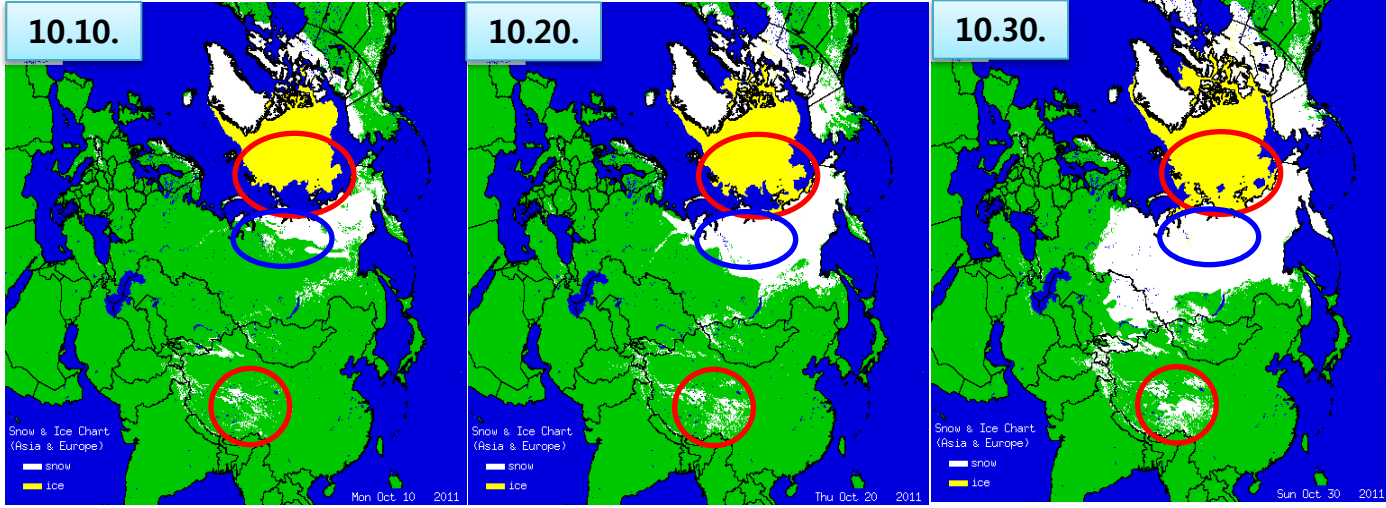 10.10.
Snow & Ice Chart
(Asia & Europe)
snow
ice
Mon Oct 10 2011
10.20.
Snow & Ice Chart
(Asia & Europe)
snow
ice
Thu Oct 20 2011
10.30.
Snow & Ice Chart
(Asia & Europe)
snow
ice
Sun Oct 30 2011